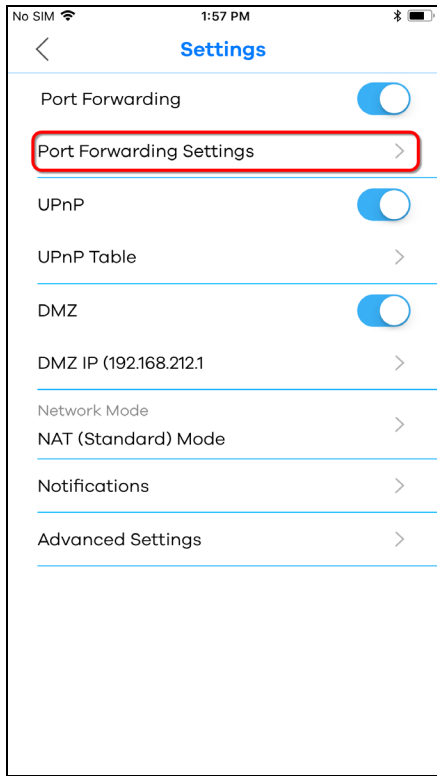 No SIM 1:57 PM
Settings
Port Forwarding
Port Forwarding Settings
UPnP
UPnP Table
DMZ
DMZ IP (192.168.212.1
Network Mode
NAT (Standard) Mode
Notifications
Advanced Settings